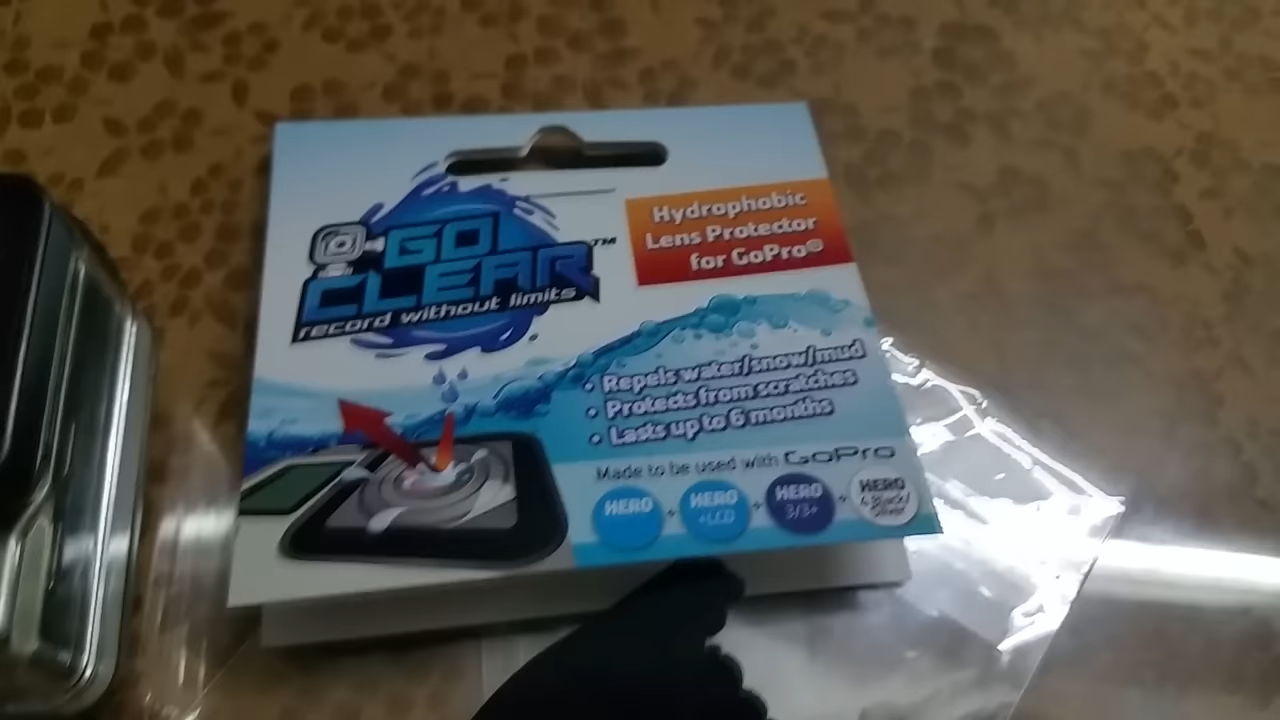 GO
CLEAR™
record without limits
Hydrophobic
Lens Protector
for GoPro®
• Repels water/snow/mud
• Protects from scratches
• Lasts up to 6 months
Made to be used with GoPro
HERO
HERO
+LCD
HERO
3/3+
HERO
4 Black/
Silver